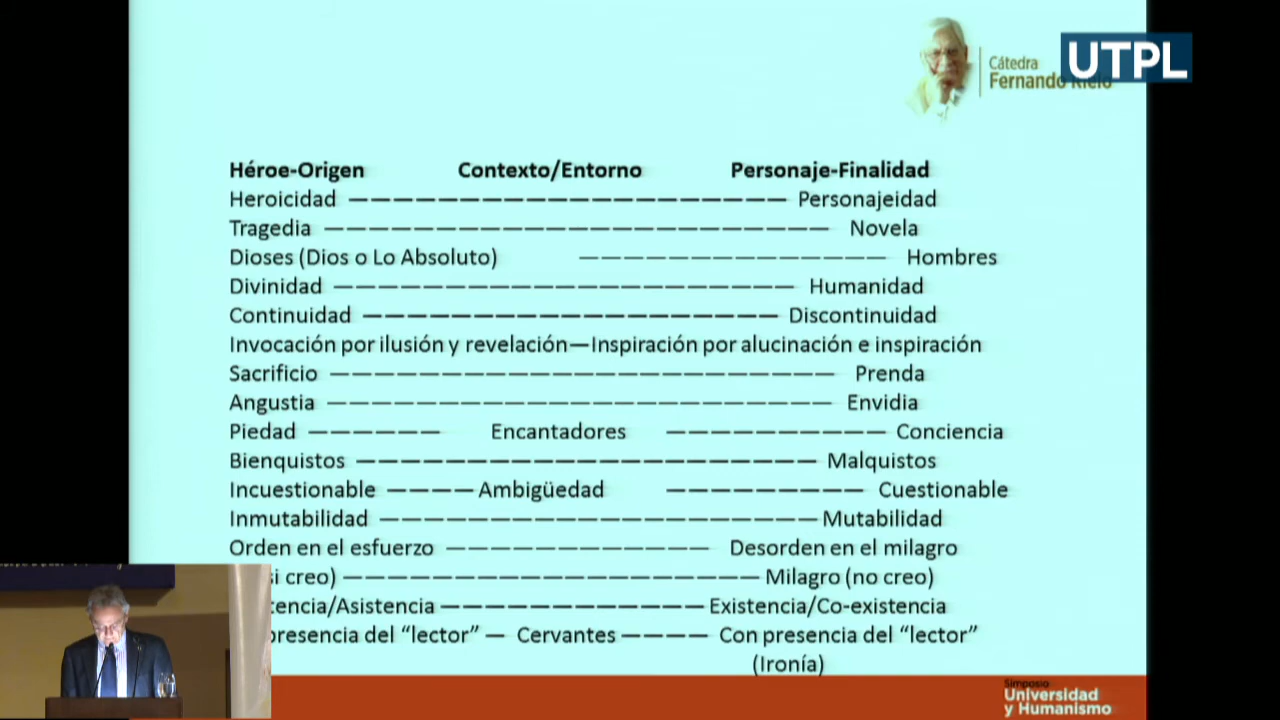 Cátedra
Fernando Rielo
UTPL
Héroe-Origen Contexto/Entorno Personaje-Finalidad
Heroicidad ———————————————————— Personajeidad
Tragedia ——————————————————————— Novela
Dioses (Dios o Lo Absoluto) —————————————— Hombres
Divinidad ————————————————————— Humanidad
Continuidad ——————————————————— Discontinuidad
Invocación por ilusión y revelación—Inspiración por alucinación e inspiración
Sacrificio ——————————————————————— Prenda
Angustia ——————————————————————— Envidia
Piedad —————— Encantadores —————————— Conciencia
Bienquistos ————————————————————— Malquistos
Incuestionable ————Ambigüedad ————————— Cuestionable
Inmutabilidad ————————————————————Mutabilidad
Orden en el esfuerzo ———————————— Desorden en el milagro
si creo) ——————————————————— Milagro (no creo)
tencia/Asistencia ————————————Existencia/Co-existencia
presencia del “lector” — Cervantes ———— Con presencia del “lector”
(Ironía)
Simposio
Universidad
y Humanismo